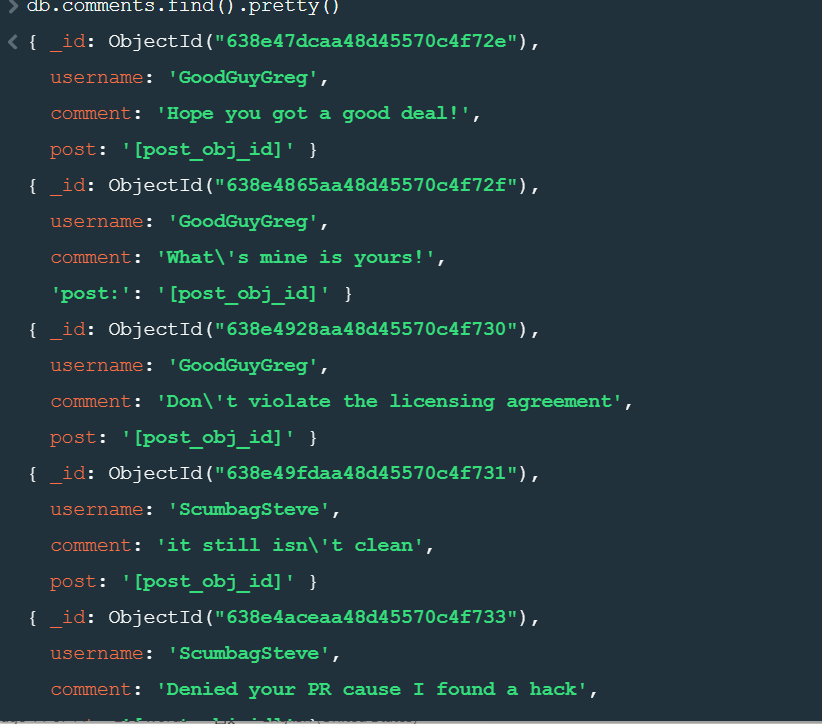 db.comments.find().pretty()
{ _id: ObjectId("638e47dcaa48d45570c4f72e"),
username: 'GoodGuyGreg',
comment: 'Hope you got a good deal!',
post: '[post_obj_id]' }
{ _id: ObjectId("638e4865aa48d45570c4f72f"),
username: 'GoodGuyGreg',
comment: 'What\'s mine is yours!',
'post:': '[post_obj_id]' }
{ _id: ObjectId("638e4928aa48d45570c4f730"),
username: 'GoodGuyGreg',
comment: 'Don\'t violate the licensing agreement',
post: '[post_obj_id]' }
{ _id: ObjectId("638e49fdaa48d45570c4f731"),
username: 'ScumbagSteve',
comment: 'it still isn\'t clean',
post: '[post_obj_id]' }
{ _id: ObjectId("638e4aceaa48d45570c4f733"),
username: 'ScumbagSteve',
comment: 'Denied your PR cause I found a hack',